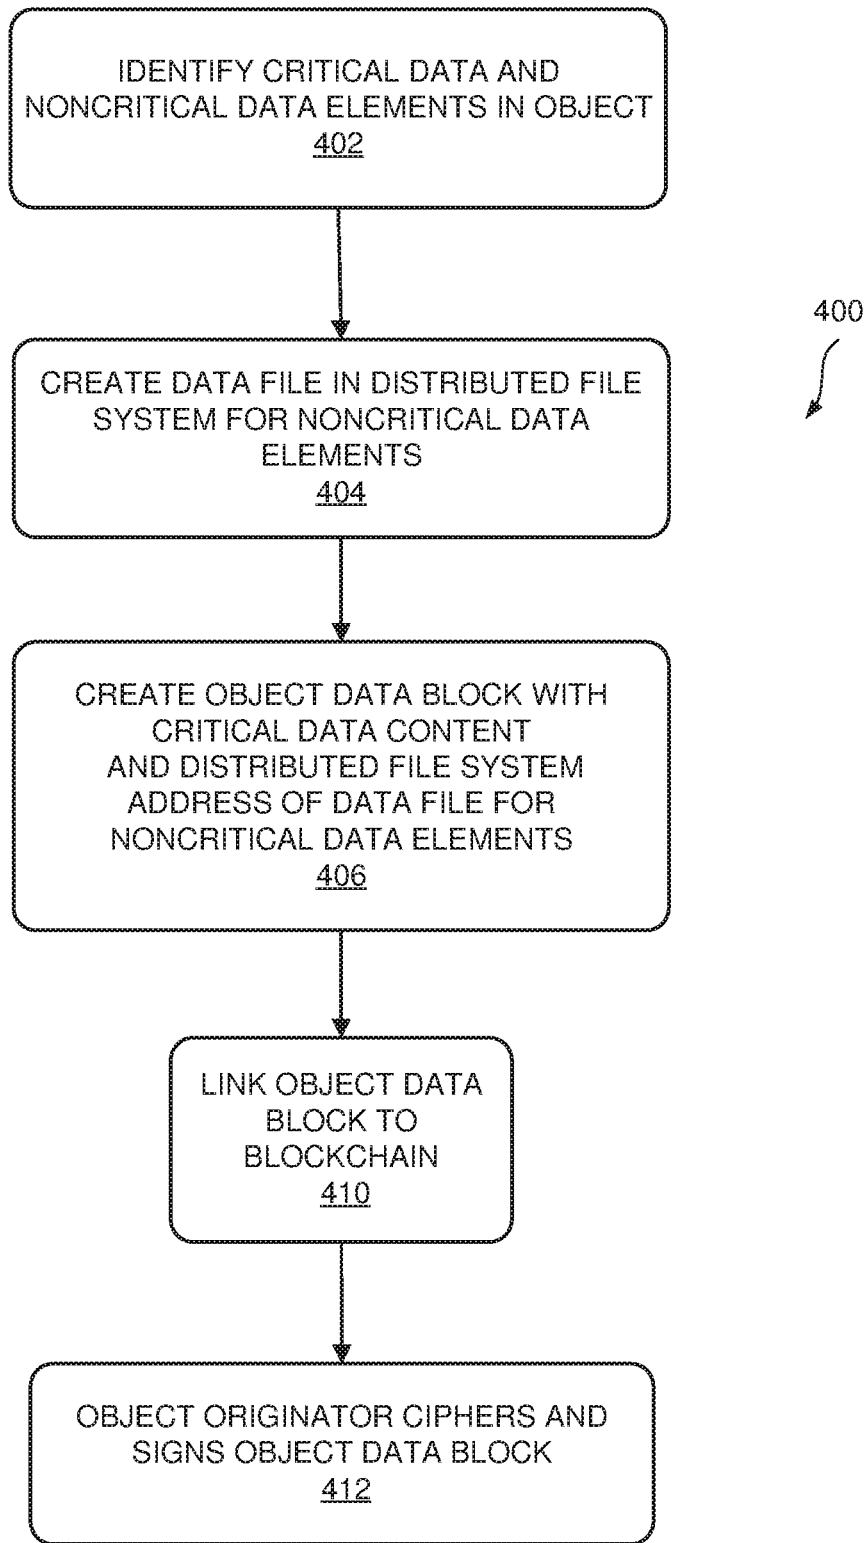 IDENTIFY CRITICAL DATA AND
NONCRITICAL DATA ELEMENTS IN OBJECT
402
400
CREATE DATA FILE IN DISTRIBUTED FILE
SYSTEM FOR NONCRITICAL DATA
ELEMENTS
404
CREATE OBJECT DATA BLOCK WITH
CRITICAL DATA CONTENT
AND DISTRIBUTED FILE SYSTEM
ADDRESS OF DATA FILE FOR
NONCRITICAL DATA ELEMENTS
406
LINK OBJECT DATA
BLOCK TO
BLOCKCHAIN
410
OBJECT ORIGINATOR CIPHERS AND
SIGNS OBJECT DATA BLOCK
412